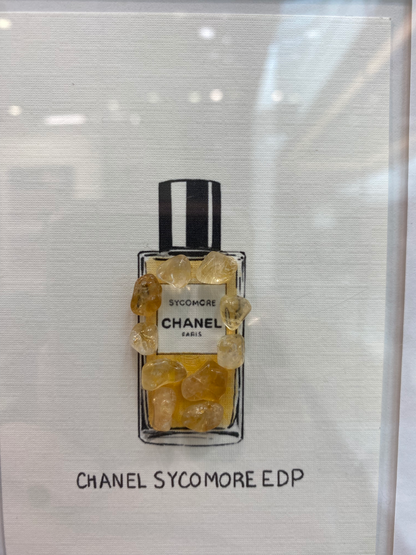 SYCOMORE
CHANEL
PARIS
CHANEL SYCOMORE EDP